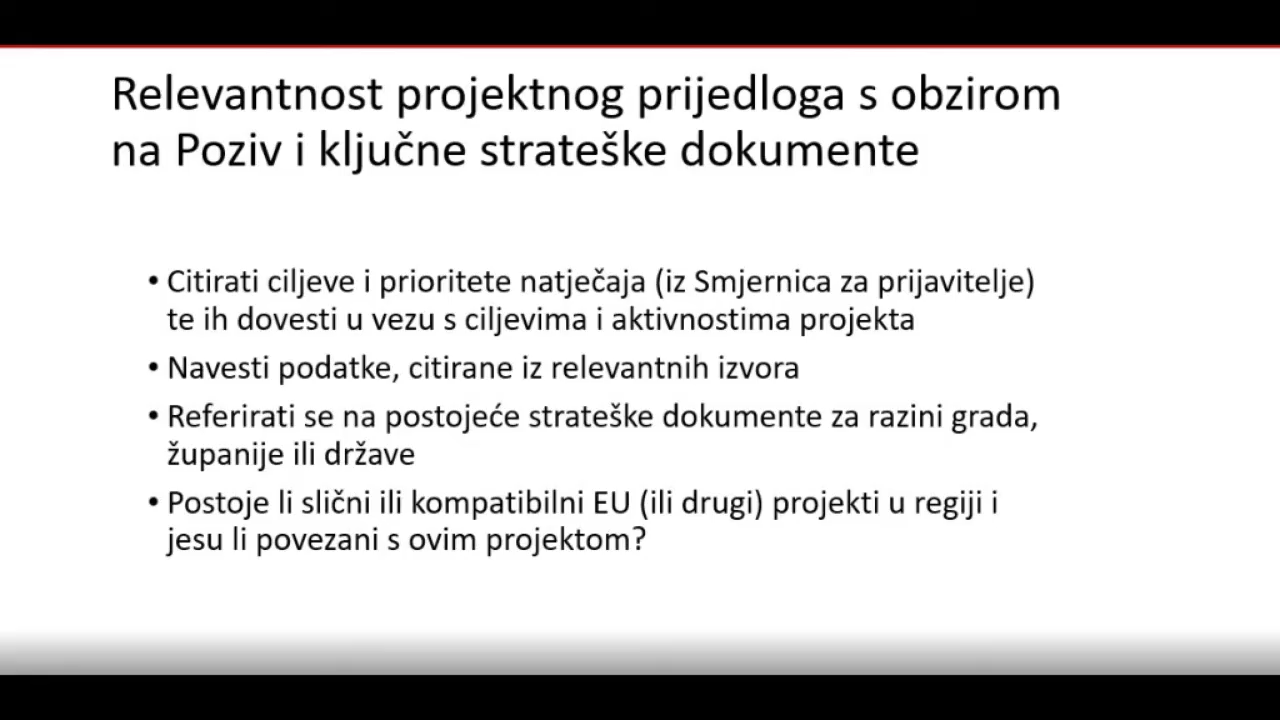 Relevantnost projektnog prijedloga s obzirom
na Poziv i ključne strateške dokumente
• Citirati ciljeve i prioritete natječaja (iz Smjernica za prijavitelje)
te ih dovesti u vezu s ciljevima i aktivnostima projekta
• Navesti podatke, citirane iz relevantnih izvora
• Referirati se na postojeće strateške dokumente za razini grada,
županije ili države
• Postoje li slični ili kompatibilni EU (ili drugi) projekti u regiji i
jesu li povezani s ovim projektom?